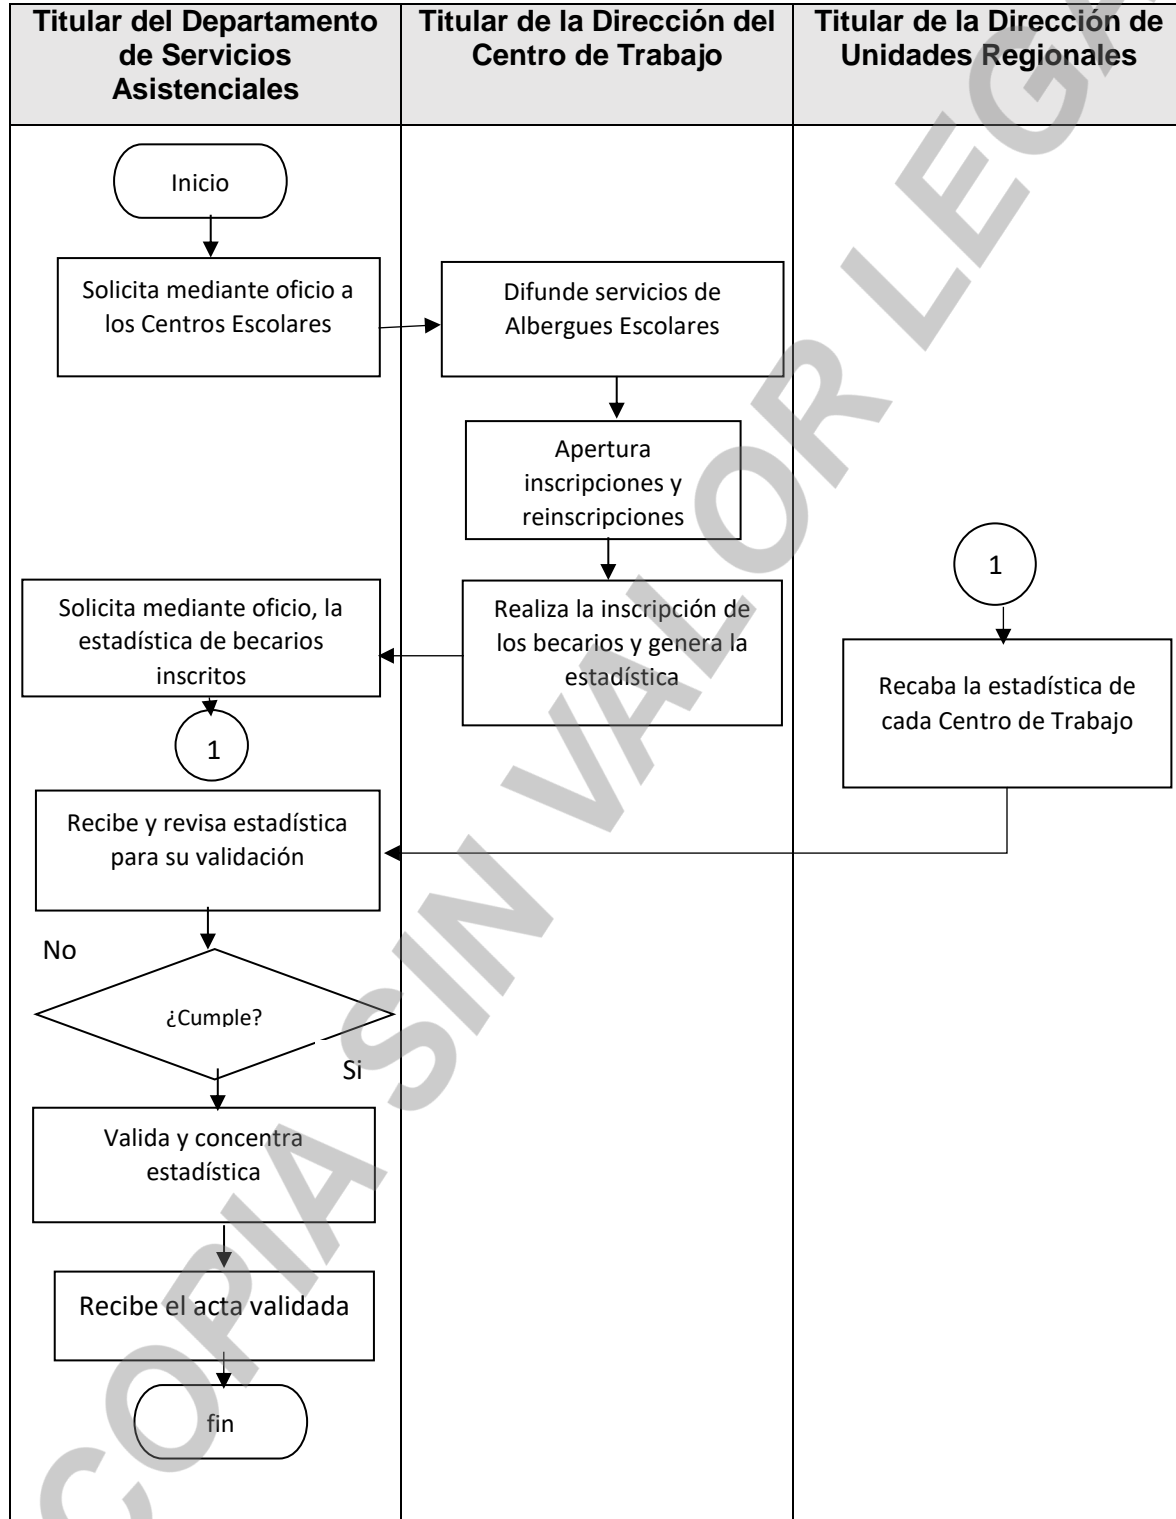 Titular del Departamento
de Servicios
Asistenciales
Titular de la Dirección del
Centro de Trabajo
Titular de la Dirección de
Unidades Regionales
Inicio
Solicita mediante oficio a
los Centros Escolares
Difunde servicios de
Albergues Escolares
Apertura
inscripciones y
reinscripciones
Realiza la inscripción de
los becarios y genera la
estadística
Solicita mediante oficio, la
estadística de becarios
inscritos
1
1
Recaba la estadística de
cada Centro de Trabajo
Recibe y revisa estadística
para su validación
No
¿Cumple?
Si
Valida y concentra
estadística
Recibe el acta validada
fin
COPIA SIN VALOR LEGA